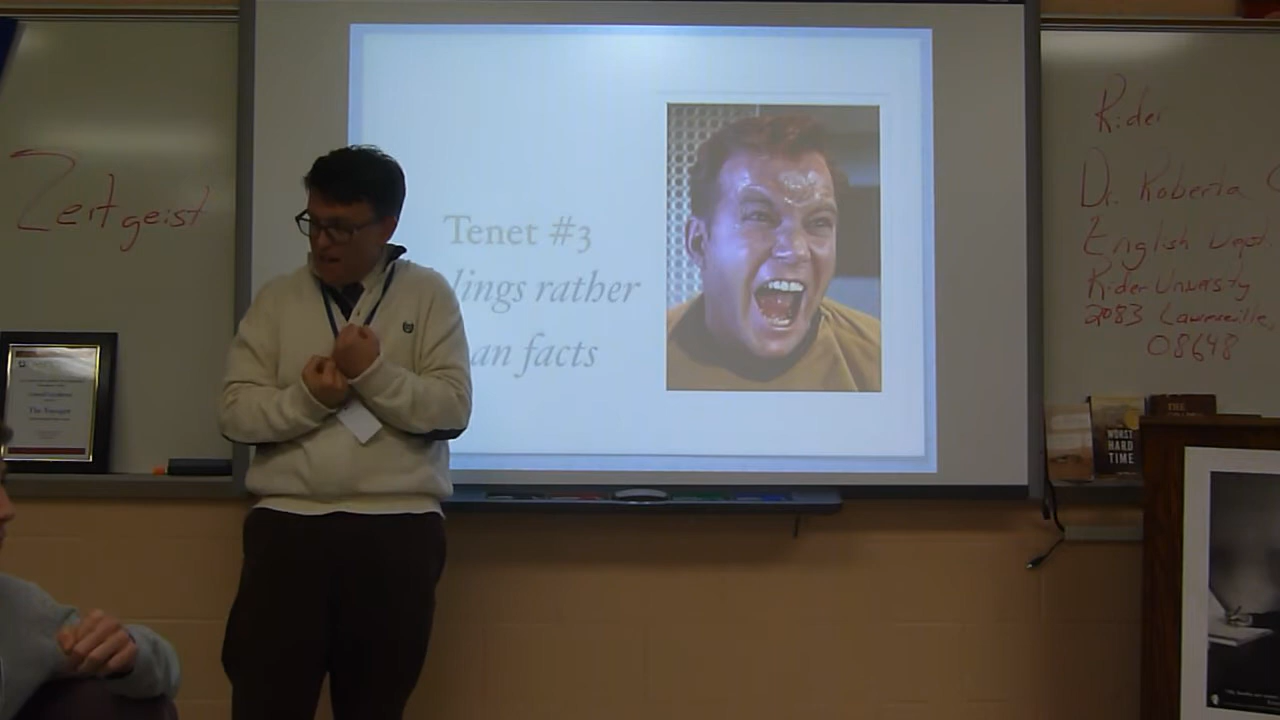 Zeitgeist
Tenet #3
lings rather
an facts
Rider
Dr. Roberta
English Dept.
Rider University
2083 Lawrenceville,
08648
WORST
HARD
TIME
THE